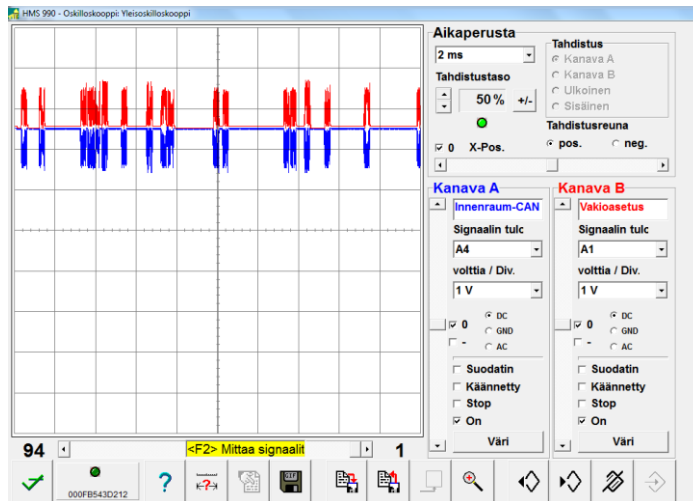 HMS 990 - Oskilloskooppi: Yleisoskilloskooppi
Aikaperusta
2 ms
Tahdistus
Kanava A
Kanava B
Ulkoinen
Sisäinen
Tahdistustaso
50 % +/-
Tahdistusreuna
0 X-Pos.
pos. neg.
Kanava A
Innenraum-CAN
Signaalin tulc
A4
volttia / Div.
1 V
0
DC
GND
AC
-
Suodatin
Käännetty
Stop
On
Väri
Kanava B
Vakioasetus
Signaalin tulc
A1
volttia / Div.
1 V
0
DC
GND
AC
-
Suodatin
Käännetty
Stop
On
Väri
94 <F2> Mittaa signaalit 1
000FB543D212
?
?